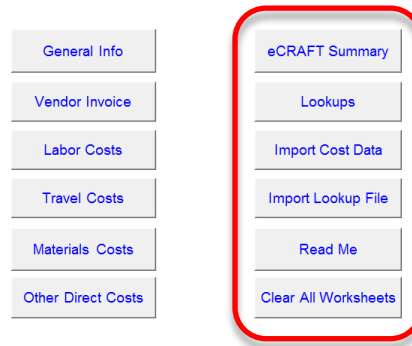 General Info
Vendor Invoice
Labor Costs
Travel Costs
Materials Costs
Other Direct Costs
eCRAFT Summary
Lookups
Import Cost Data
Import Lookup File
Read Me
Clear All Worksheets